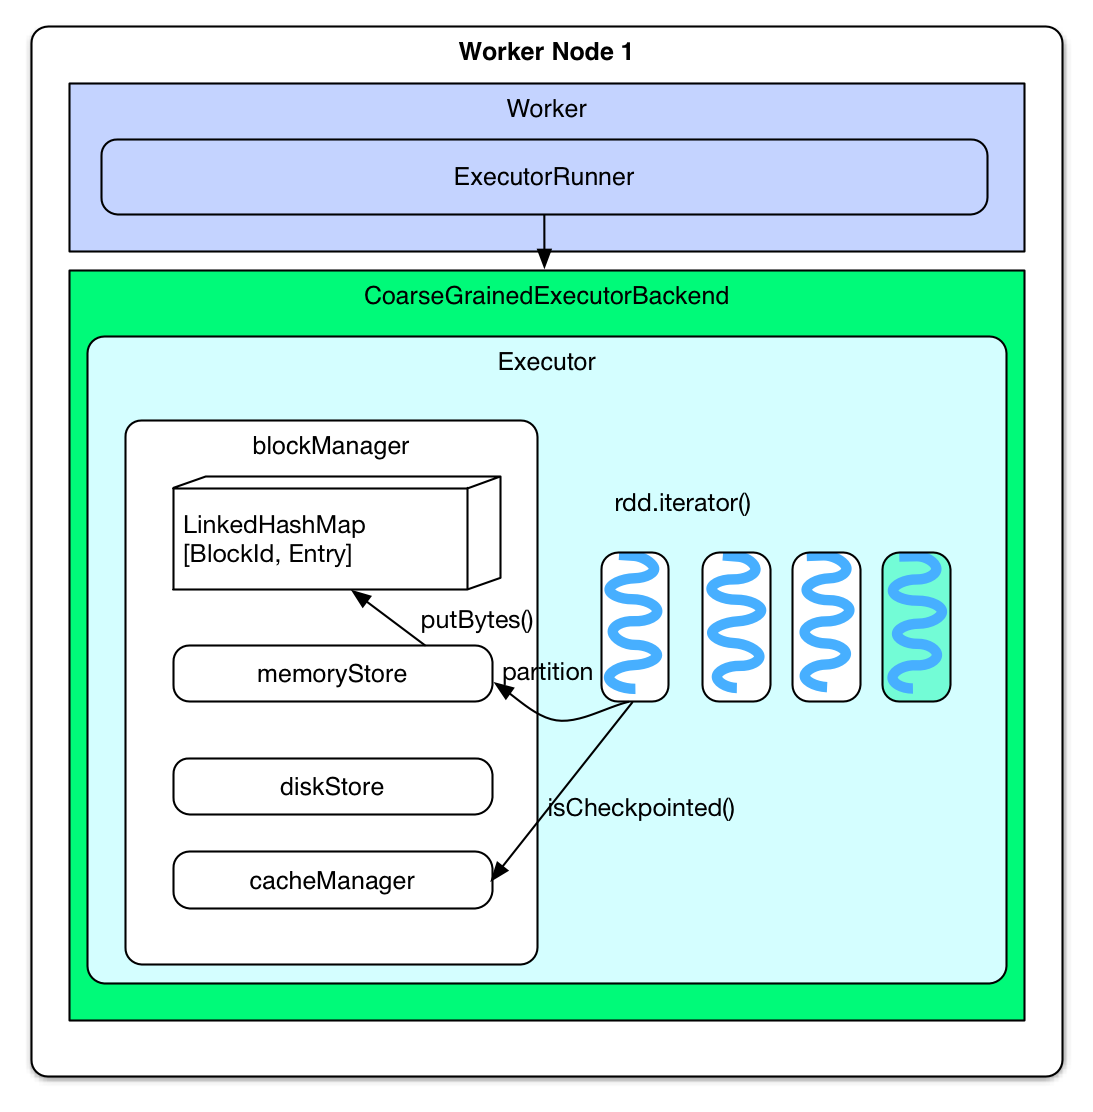 Worker Node 1
Worker
ExecutorRunner
CoarseGrainedExecutorBackend
Executor
blockManager
LinkedHashMap
[BlockId, Entry]
rdd.iterator()
putBytes()
memoryStore
partition
diskStore
isCheckpointed()
cacheManager